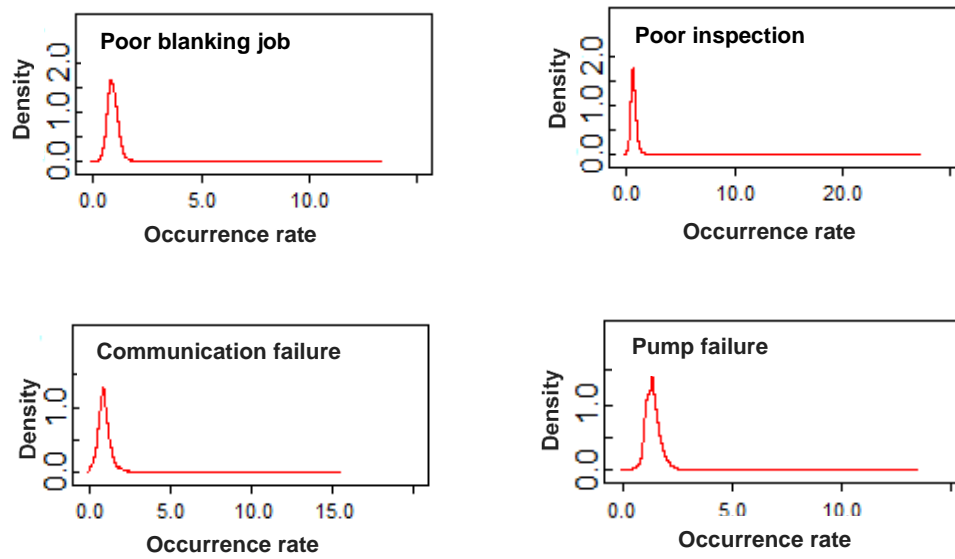 Poor blanking job
Density
0.0 1.0 2.0
0.0 5.0 10.0
Occurrence rate
Poor inspection
Density
0.0 1.0 2.0
0.0 10.0 20.0
Occurrence rate
Communication failure
Density
0.0 1.0
0.0 5.0 10.0 15.0
Occurrence rate
Pump failure
Density
0.0 1.0
0.0 5.0 10.0
Occurrence rate